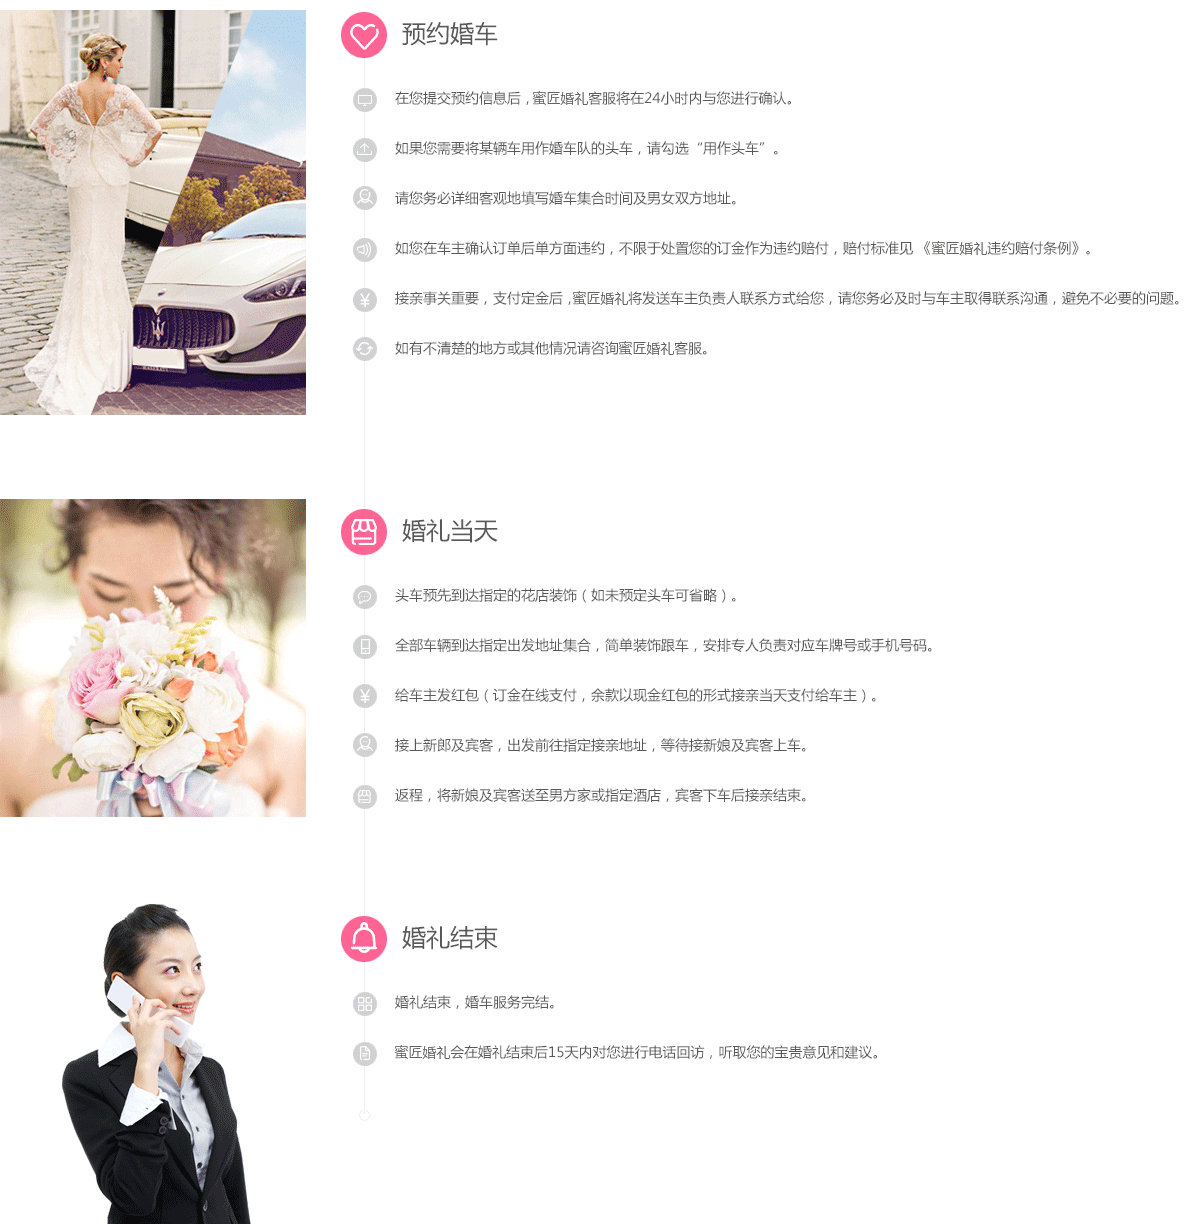 预约婚车
在您提交预约信息后，蜜匠婚礼客服将在24小时内与您进行确认。
如果您需要将某辆车用作婚车队的头车，请勾选“用作头车”。
请您务必详细客观地填写婚车集合时间及男女双方地址。
如您在车主确认订单后单方面违约，不限于处置您的订金作为违约赔付，赔付标准见 《蜜匠婚礼违约赔付条例》。
接亲事关重要，支付定金后，蜜匠婚礼将发送车主负责人联系方式给您，请您务必及时与车主取得联系沟通，避免不必要的问题。
如有不清楚的地方或其他情况请咨询蜜匠婚礼客服。
婚礼当天
头车预先到达指定的花店装饰（如未预定头车可省略）。
全部车辆到达指定出发地址集合，简单装饰跟车，安排专人负责对应车牌号或手机号码。
给车主发红包（订金在线支付，余款以现金红包的形式接亲当天支付给车主）。
接上新郎及宾客，出发前往指定接亲地址，等待接新娘及宾客上车。
返程，将新娘及宾客送至男方家或指定酒店，宾客下车后接亲结束。
婚礼结束
婚礼结束，婚车服务完结。
蜜匠婚礼会在婚礼结束后15天内对您进行电话回访，听取您的宝贵意见和建议。